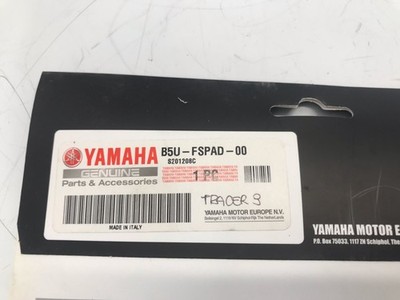 YAMAHA B5U-FSPAD-00
S201208C
GENUINE
Parts & Accessories
1 PC
TRACER 9
YAMAHA MOTOR EUROPE N.V.
MADE IN ITALY
YAMAHA MOTOR E
P.O. Box 75033, 1117 ZN Schiphol, The